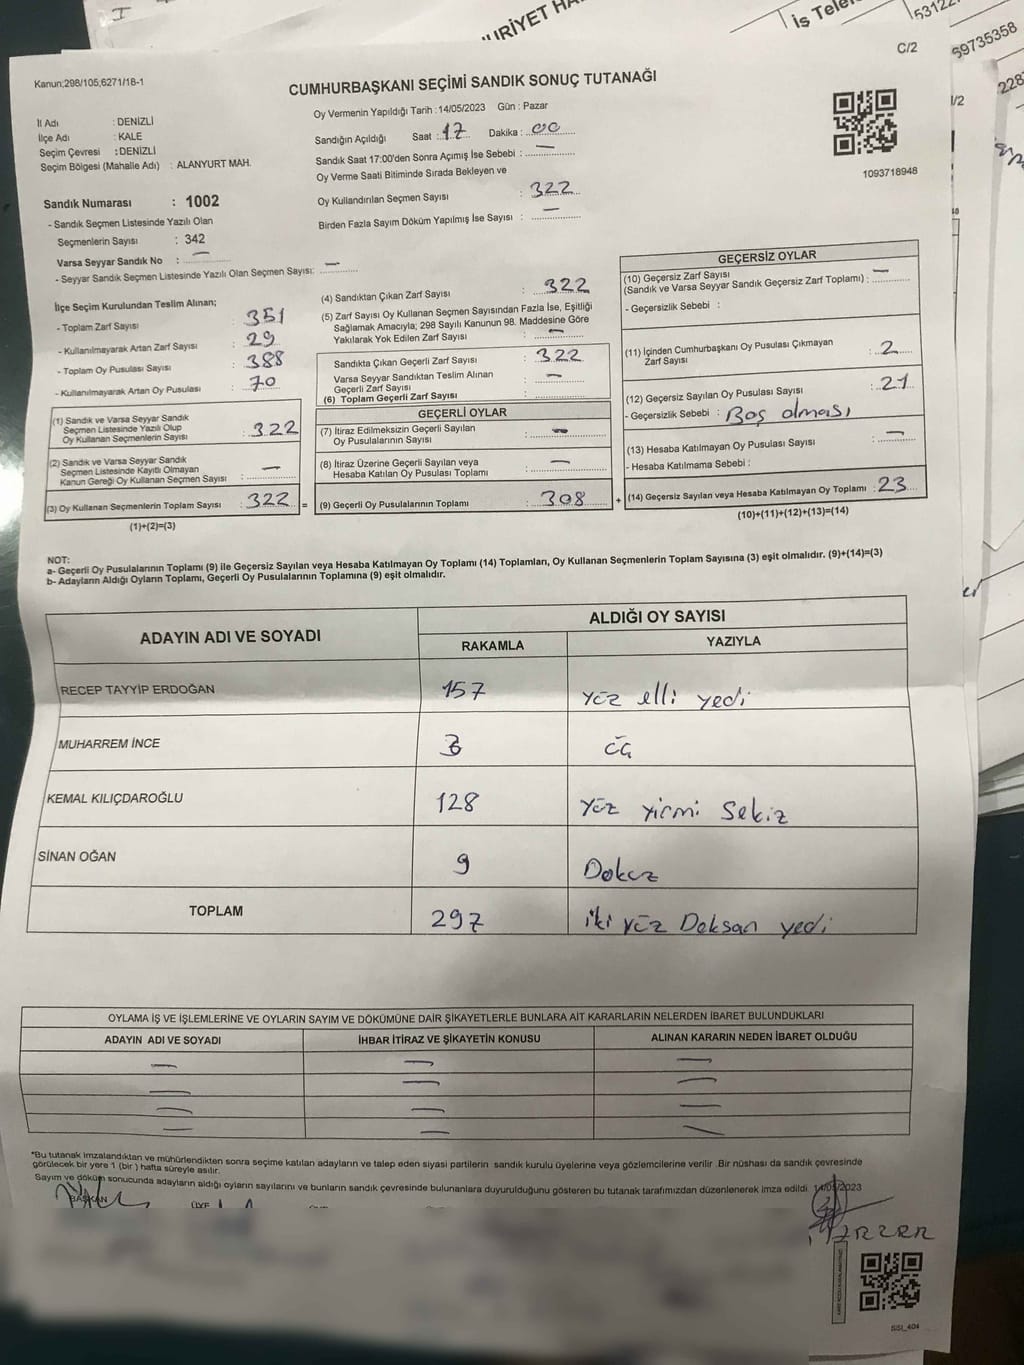 I
URİYET HA
İş Telef
53122
59735358
2287
1/2
C/2
Kanun;298/105,6271/18-1
CUMHURBAŞKANI SEÇİMİ SANDIK SONUÇ TUTANAĞI
Oy Vermenin Yapıldığı Tarih : 14/05/2023 Gün : Pazar
İl Adı : DENİZLİ
İlçe Adı : KALE
Seçim Çevresi : DENİZLİ
Seçim Bölgesi (Mahalle Adı) : ALANYURT MAH.
Sandığın Açıldığı Saat : 17 Dakika : 00
Sandık Saat 17:00'den Sonra Açımış İse Sebebi : —
Oy Verme Saati Bitiminde Sırada Bekleyen ve
Oy Kullandırılan Seçmen Sayısı : 322
Birden Fazla Sayım Döküm Yapılmış İse Sayısı : —
1093718948
Sandık Numarası : 1002
- Sandık Seçmen Listesinde Yazılı Olan
Seçmenlerin Sayısı : 342
Varsa Seyyar Sandık No : —
- Seyyar Sandık Seçmen Listesinde Yazılı Olan Seçmen Sayısı: —
İlçe Seçim Kurulundan Teslim Alınan;
- Toplam Zarf Sayısı : 351
- Kullanılmayarak Artan Zarf Sayısı : 29
- Toplam Oy Pusulası Sayısı : 388
- Kullanılmayarak Artan Oy Pusulası : 70
(1) Sandık ve Varsa Seyyar Sandık
Seçmen Listesinde Yazılı Olup
Oy Kullanan Seçmenlerin Sayısı : 322
(2) Sandık ve Varsa Seyyar Sandık
Seçmen Listesinde Kayıtlı Olmayan
Kanun Gereği Oy Kullanan Seçmen Sayısı : —
(3) Oy Kullanan Seçmenlerin Toplam Sayısı : 322 =
(1)+(2)=(3)
(4) Sandıktan Çıkan Zarf Sayısı : 322
(5) Zarf Sayısı Oy Kullanan Seçmen Sayısından Fazla İse, Eşitliği
Sağlamak Amacıyla; 298 Sayılı Kanunun 98. Maddesine Göre
Yakılarak Yok Edilen Zarf Sayısı : —
Sandıkta Çıkan Geçerli Zarf Sayısı : 322
Varsa Seyyar Sandıktan Teslim Alınan
Geçerli Zarf Sayısı : —
(6) Toplam Geçerli Zarf Sayısı :
GEÇERLİ OYLAR
(7) İtiraz Edilmeksizin Geçerli Sayılan
Oy Pusulalarının Sayısı : —
(8) İtiraz Üzerine Geçerli Sayılan veya
Hesaba Katılan Oy Pusulası Toplamı : —
(9) Geçerli Oy Pusulalarının Toplamı : 308 +
GEÇERSİZ OYLAR
(10) Geçersiz Zarf Sayısı
(Sandık ve Varsa Seyyar Sandık Geçersiz Zarf Toplamı) : —
- Geçersizlik Sebebi :
(11) İçinden Cumhurbaşkanı Oy Pusulası Çıkmayan
Zarf Sayısı : 2
(12) Geçersiz Sayılan Oy Pusulası Sayısı : 21
- Geçersizlik Sebebi : Boş olması
(13) Hesaba Katılmayan Oy Pusulası Sayısı : —
- Hesaba Katılmama Sebebi :
(14) Geçersiz Sayılan veya Hesaba Katılmayan Oy Toplamı : 23
(10)+(11)+(12)+(13)=(14)
NOT:
a- Geçerli Oy Pusulalarının Toplamı (9) ile Geçersiz Sayılan veya Hesaba Katılmayan Oy Toplamı (14) Toplamları, Oy Kullanan Seçmenlerin Toplam Sayısına (3) eşit olmalıdır. (9)+(14)=(3)
b- Adayların Aldığı Oyların Toplamı, Geçerli Oy Pusulalarının Toplamına (9) eşit olmalıdır.
ADAYIN ADI VE SOYADI
ALDIĞI OY SAYISI
RAKAMLA YAZIYLA
RECEP TAYYİP ERDOĞAN 157 yüz elli yedi
MUHARREM İNCE 3 üç
KEMAL KILIÇDAROĞLU 128 yüz yirmi Sekiz
SİNAN OĞAN 9 Dokuz
TOPLAM 297 iki yüz Doksan yedi
OYLAMA İŞ VE İŞLEMLERİNE VE OYLARIN SAYIM VE DÖKÜMÜNE DAİR ŞİKAYETLERLE BUNLARA AİT KARARLARIN NELERDEN İBARET BULUNDUKLARI
ADAYIN ADI VE SOYADI İHBAR İTİRAZ VE ŞİKAYETİN KONUSU ALINAN KARARIN NEDEN İBARET OLDUĞU
— — —
— — —
— — —
— — —
*Bu tutanak imzalandıktan ve mühürlendikten sonra seçime katılan adayların ve talep eden siyasi partilerin sandık kurulu üyelerine veya gözlemcilerine verilir .Bir nüshası da sandık çevresinde
görülecek bir yere 1 (bir ) hafta süreyle asılır.
Sayım ve döküm sonucunda adayların aldığı oyların sayılarını ve bunların sandık çevresinde bulunanlara duyurulduğunu gösteren bu tutanak tarafımızdan düzenlenerek imza edildi. 14/05/2023
BAŞKAN ÜYE
ISISI_404